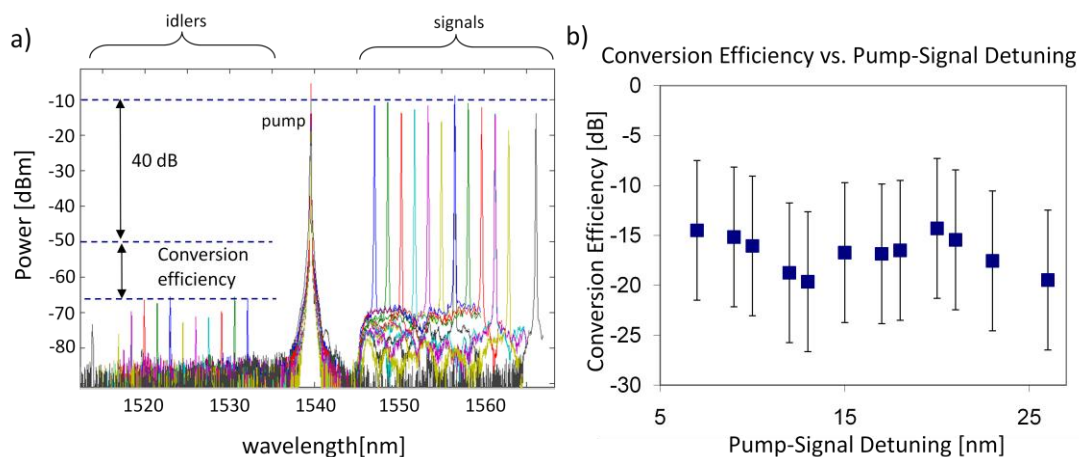 a)
idlers
signals
-10
-20
-30
-40
-50
-60
-70
-80
Power [dBm]
pump
40 dB
Conversion
efficiency
1520
1530
1540
1550
1560
wavelength[nm]
b)
Conversion Efficiency vs. Pump-Signal Detuning
0
-5
-10
-15
-20
-25
-30
Conversion Efficiency [dB]
5
15
25
Pump-Signal Detuning [nm]